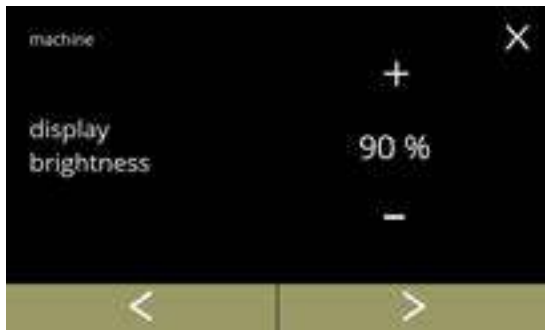 machine
+
display
brightness
90 %
-
< >